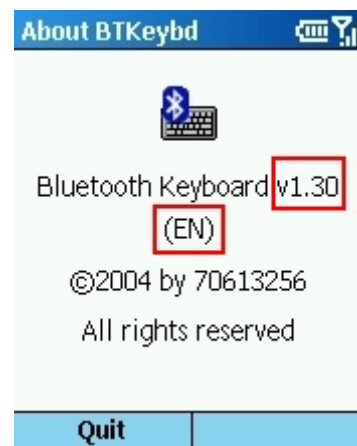 About BTKeybd
Bluetooth Keyboard v1.30
(EN)
©2004 by 70613256
All rights reserved
Quit